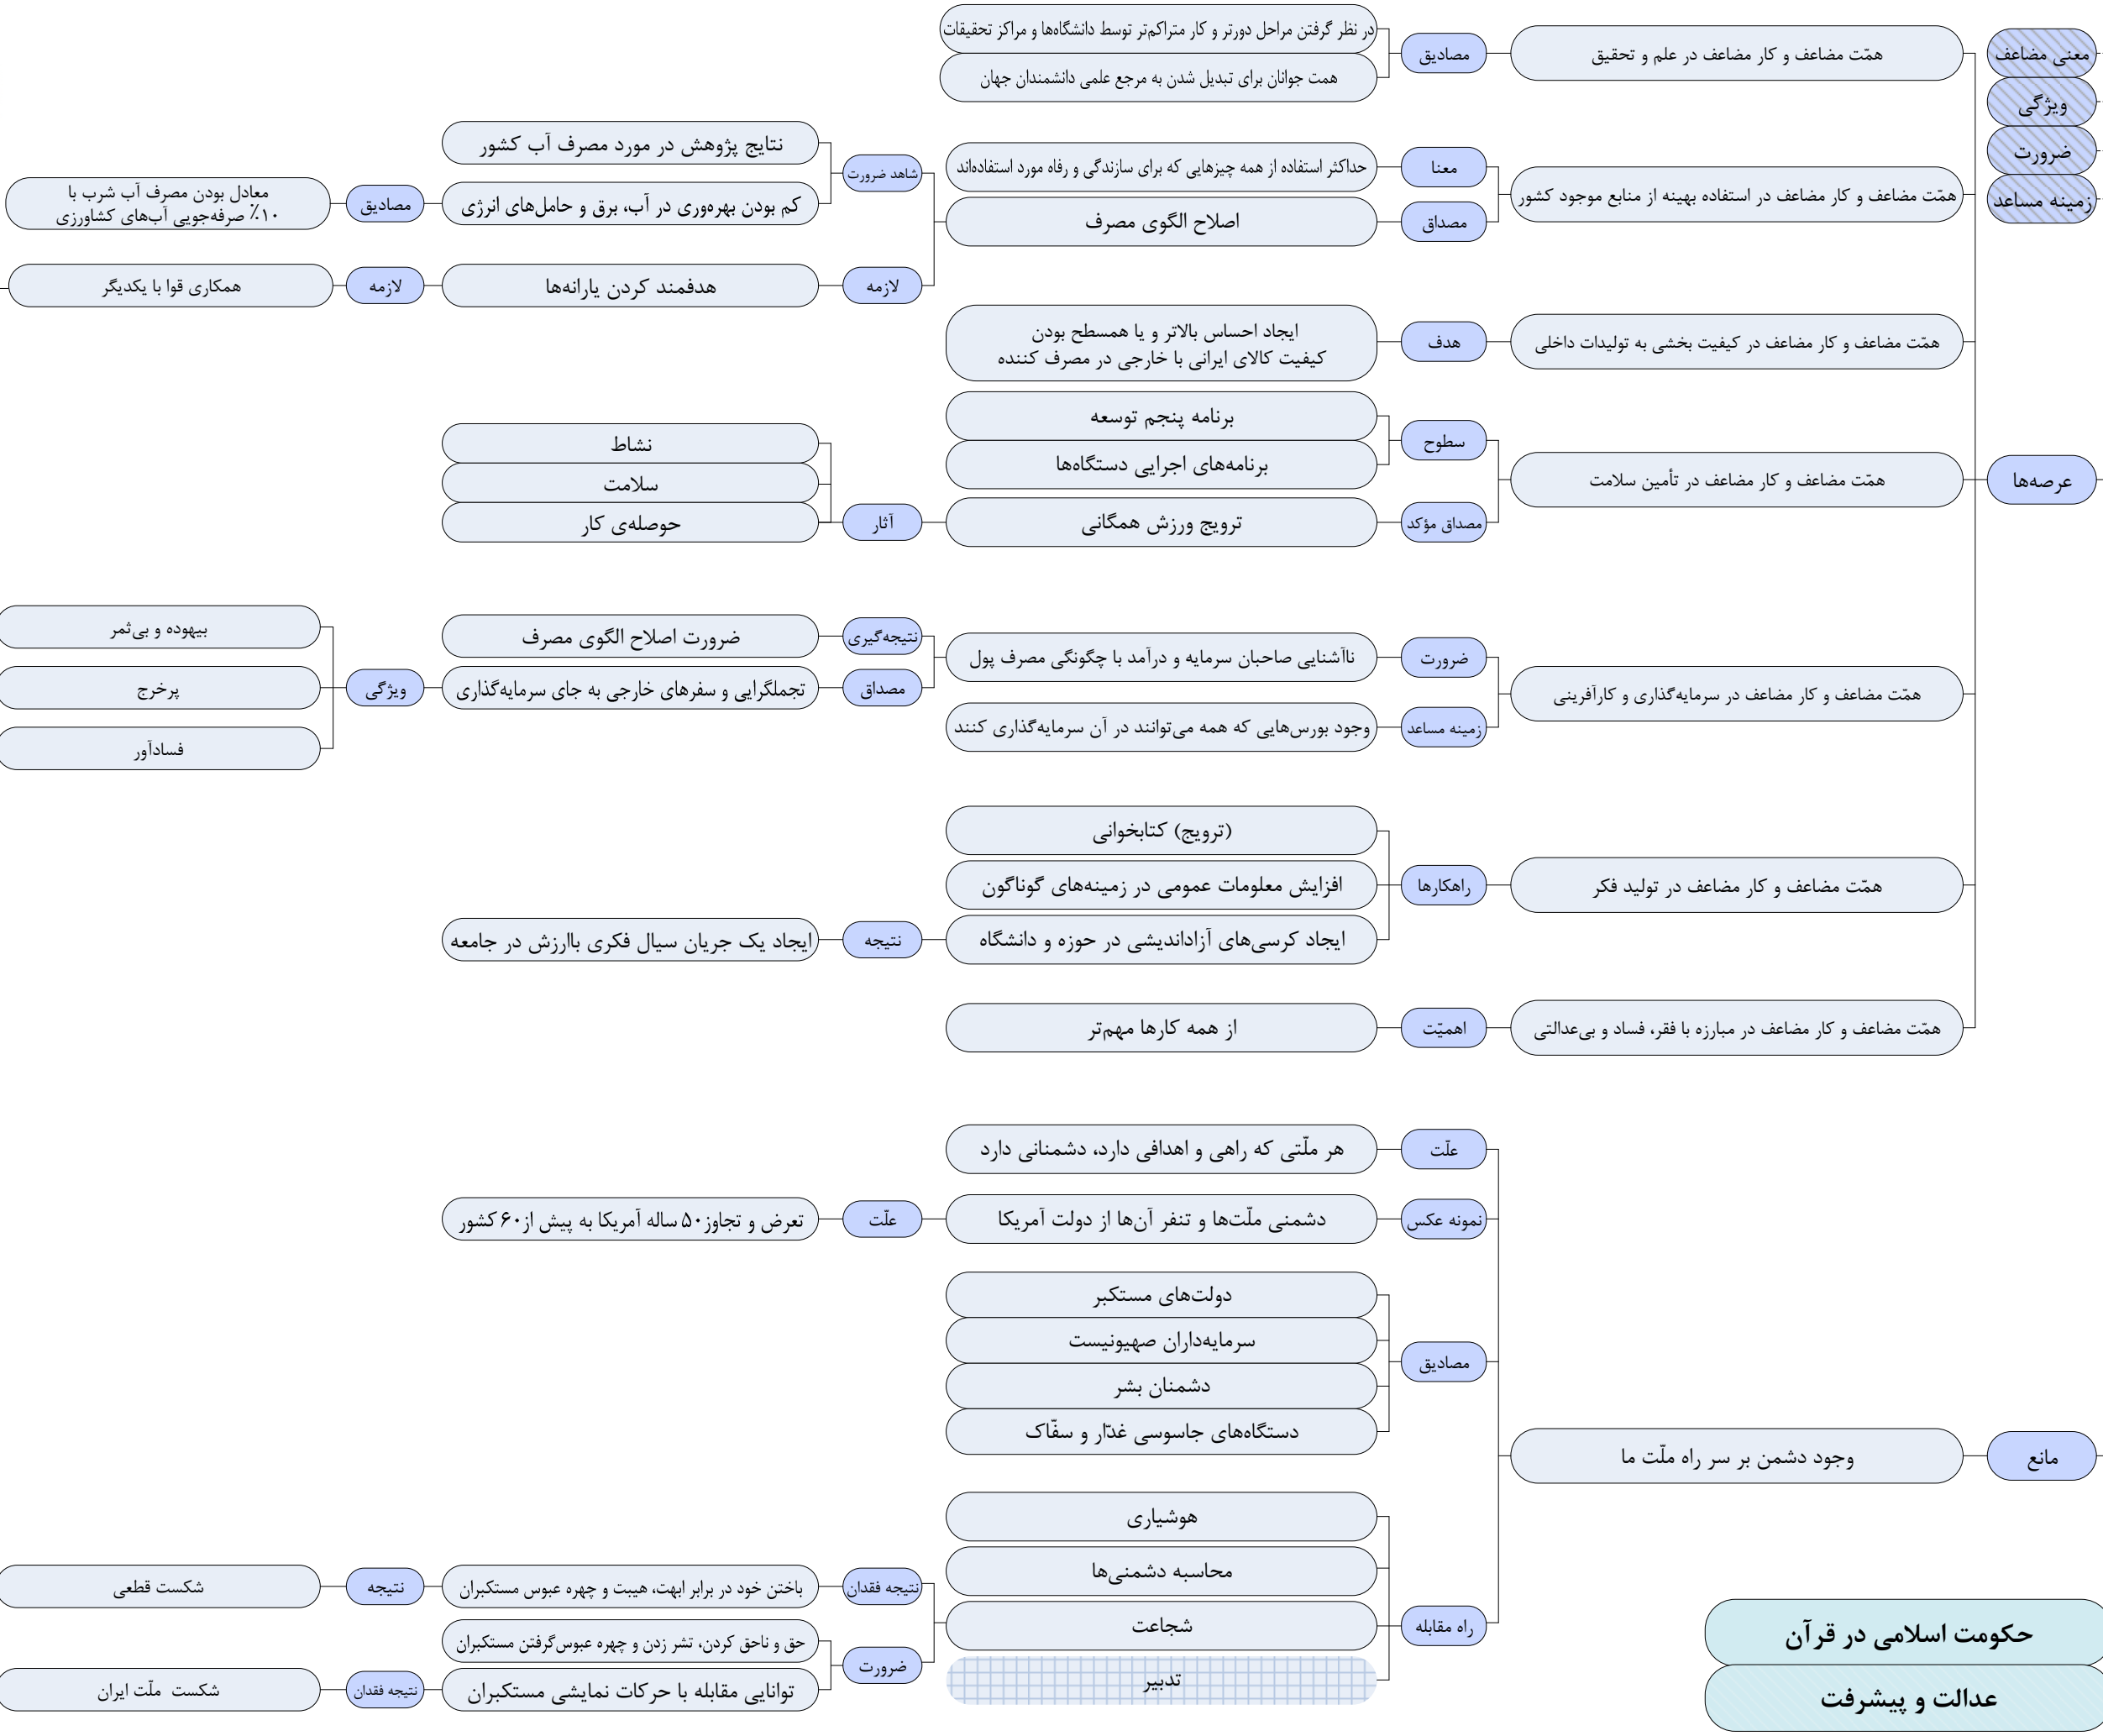 معنی مضاعف
ویژگی
ضرورت
زمینه مساعد
عرصه‌ها
همّت مضاعف و کار مضاعف در علم و تحقیق
مصادیق
در نظر گرفتن مراحل دورتر و کار متراکم‌تر توسط دانشگاه‌ها و مراکز تحقیقات
همت جوانان برای تبدیل شدن به مرجع علمی دانشمندان جهان
همّت مضاعف و کار مضاعف در استفاده بهینه از منابع موجود کشور
معنا
حداکثر استفاده از همه چیزهایی که برای سازندگی و رفاه مورد استفاده‌اند
مصداق
اصلاح الگوی مصرف
شاهد ضرورت
نتایج پژوهش در مورد مصرف آب کشور
کم بودن بهره‌وری در آب، برق و حامل‌های انرژی
مصادیق
معادل بودن مصرف آب شرب با
۱۰٪ صرفه‌جویی آب‌های کشاورزی
لازمه
هدفمند کردن یارانه‌ها
لازمه
همکاری قوا با یکدیگر
همّت مضاعف و کار مضاعف در کیفیت بخشی به تولیدات داخلی
هدف
ایجاد احساس بالاتر و یا همسطح بودن
کیفیت کالای ایرانی با خارجی در مصرف کننده
همّت مضاعف و کار مضاعف در تأمین سلامت
سطوح
برنامه پنجم توسعه
برنامه‌های اجرایی دستگاه‌ها
مصداق مؤکد
ترویج ورزش همگانی
آثار
نشاط
سلامت
حوصله‌ی کار
همّت مضاعف و کار مضاعف در سرمایه‌گذاری و کارآفرینی
ضرورت
ناآشنایی صاحبان سرمایه و درآمد با چگونگی مصرف پول
نتیجه‌گیری
ضرورت اصلاح الگوی مصرف
مصداق
تجملگرایی و سفرهای خارجی به جای سرمایه‌گذاری
ویژگی
بیهوده و بی‌ثمر
پرخرج
فسادآور
زمینه مساعد
وجود بورس‌هایی که همه می‌توانند در آن سرمایه‌گذاری کنند
همّت مضاعف و کار مضاعف در تولید فکر
راهکارها
(ترویج) کتابخوانی
افزایش معلومات عمومی در زمینه‌های گوناگون
ایجاد کرسی‌های آزاداندیشی در حوزه و دانشگاه
نتیجه
ایجاد یک جریان سیال فکری باارزش در جامعه
همّت مضاعف و کار مضاعف در مبارزه با فقر، فساد و بی‌عدالتی
اهمیّت
از همه کارها مهم‌تر
مانع
وجود دشمن بر سر راه ملّت ما
علّت
هر ملّتی که راهی و اهدافی دارد، دشمنانی دارد
نمونه عکس
دشمنی ملّت‌ها و تنفر آن‌ها از دولت آمریکا
علّت
تعرض و تجاوز ۵۰ ساله آمریکا به پیش از ۶۰ کشور
مصادیق
دولت‌های مستکبر
سرمایه‌داران صهیونیست
دشمنان بشر
دستگاه‌های جاسوسی غدّار و سفّاک
راه مقابله
هوشیاری
محاسبه دشمنی‌ها
شجاعت
تدبیر
نتیجه فقدان
باختن خود در برابر ابهت، هیبت و چهره عبوس مستکبران
نتیجه
شکست قطعی
ضرورت
حق و ناحق کردن، تشر زدن و چهره عبوس‌گرفتن مستکبران
توانایی مقابله با حرکات نمایشی مستکبران
نتیجه فقدان
شکست ملّت ایران
حکومت اسلامی در قرآن
عدالت و پیشرفت